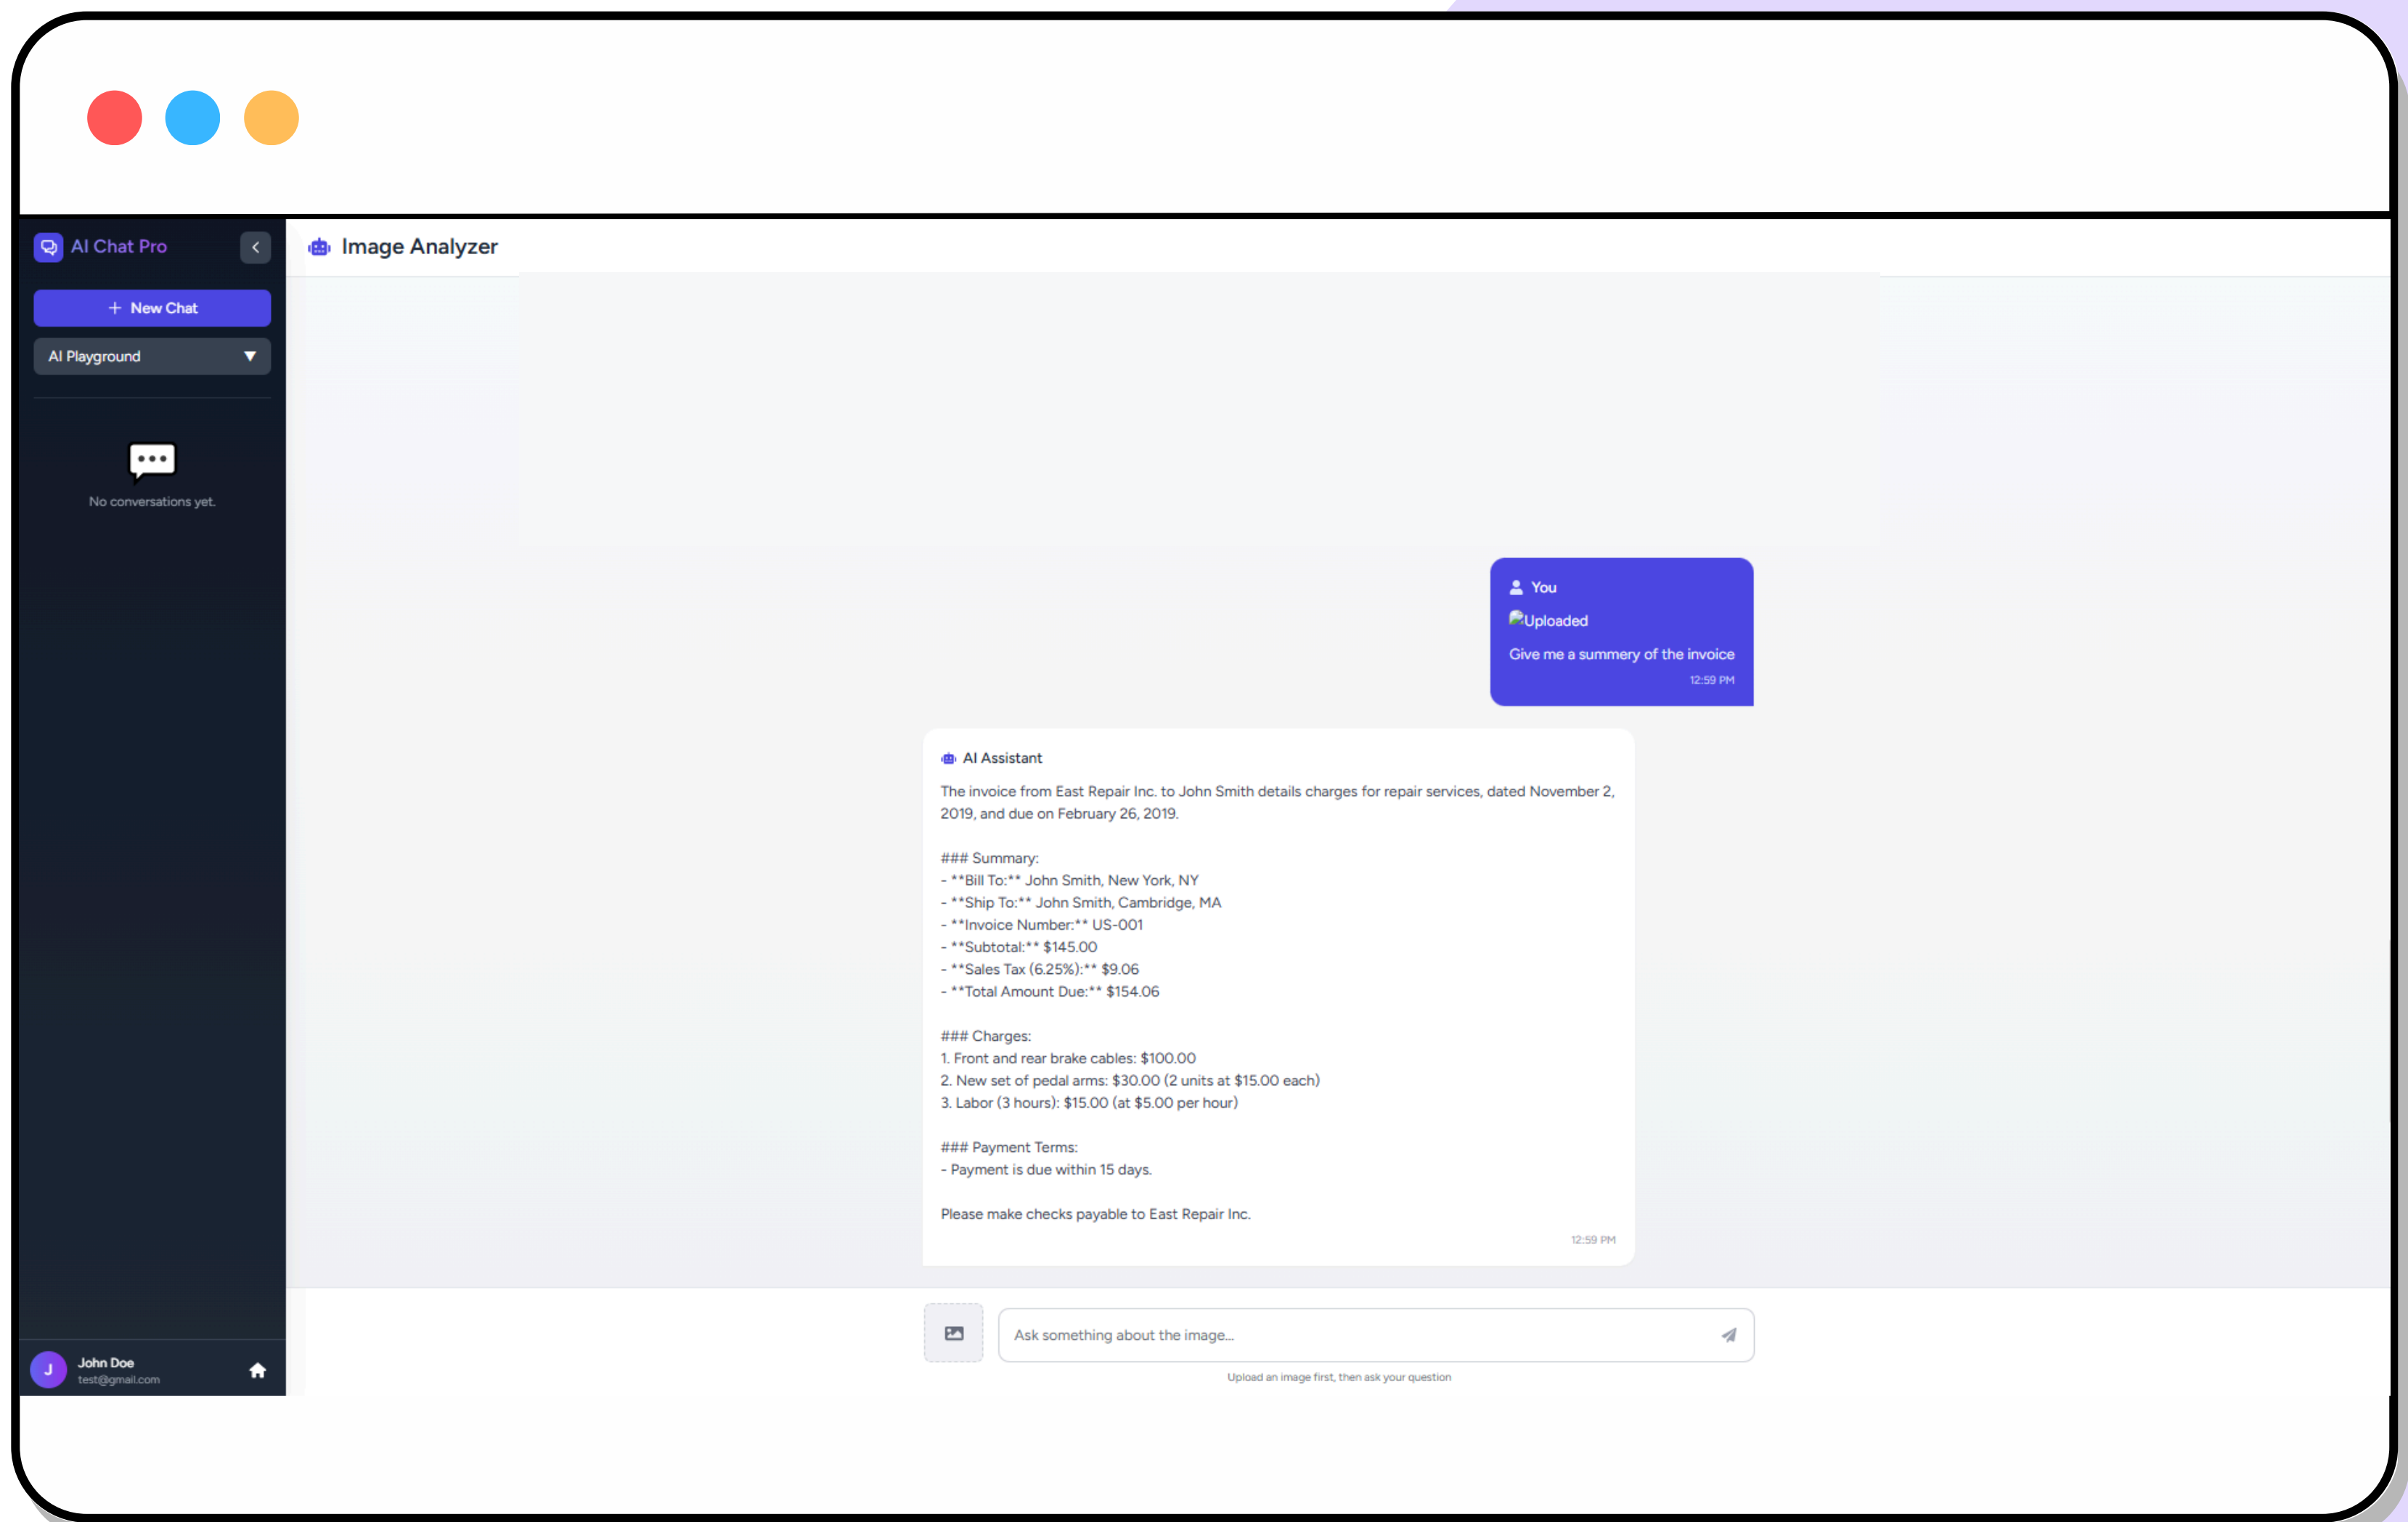 AI Chat Pro
+ New Chat
AI Playground
No conversations yet.
John Doe
J
test@gmail.com
Image Analyzer
You
Uploaded
Give me a summery of the invoice
12:59 PM
AI Assistant
The invoice from East Repair Inc. to John Smith details charges for repair services, dated November 2,
2019, and due on February 26, 2019.
### Summary:
- **Bill To:** John Smith, New York, NY
- **Ship To:** John Smith, Cambridge, MA
- **Invoice Number:** US-001
- **Subtotal:** $145.00
- **Sales Tax (6.25%):** $9.06
- **Total Amount Due:** $154.06
### Charges:
1. Front and rear brake cables: $100.00
2. New set of pedal arms: $30.00 (2 units at $15.00 each)
3. Labor (3 hours): $15.00 (at $5.00 per hour)
### Payment Terms:
- Payment is due within 15 days.
Please make checks payable to East Repair Inc.
12:59 PM
Ask something about the image...
Upload an image first, then ask your question